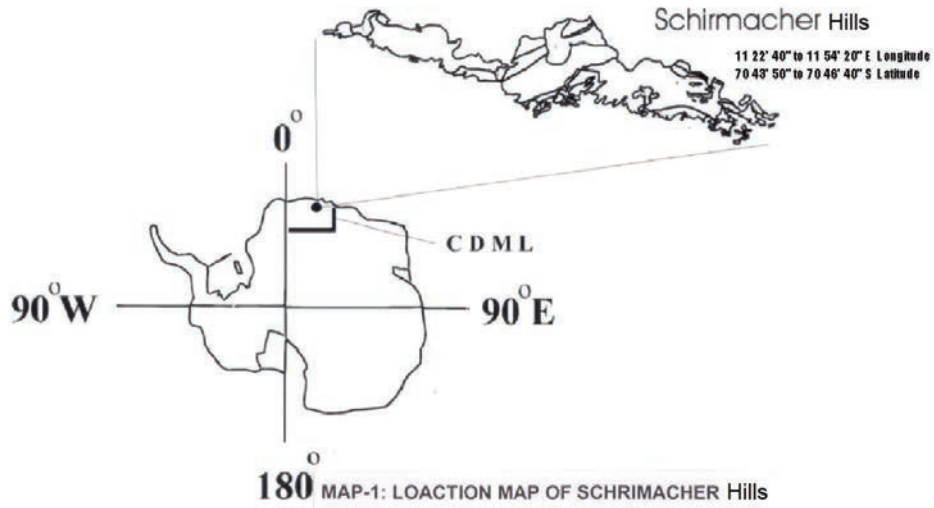 Schirmacher Hills
11 22' 40" to 11 54' 20" E Longitude
70 43' 50" to 70 46' 40" S Latitude
0°
C D M L
90°W
90°E
180°
MAP-1: LOACTION MAP OF SCHRIMACHER Hills